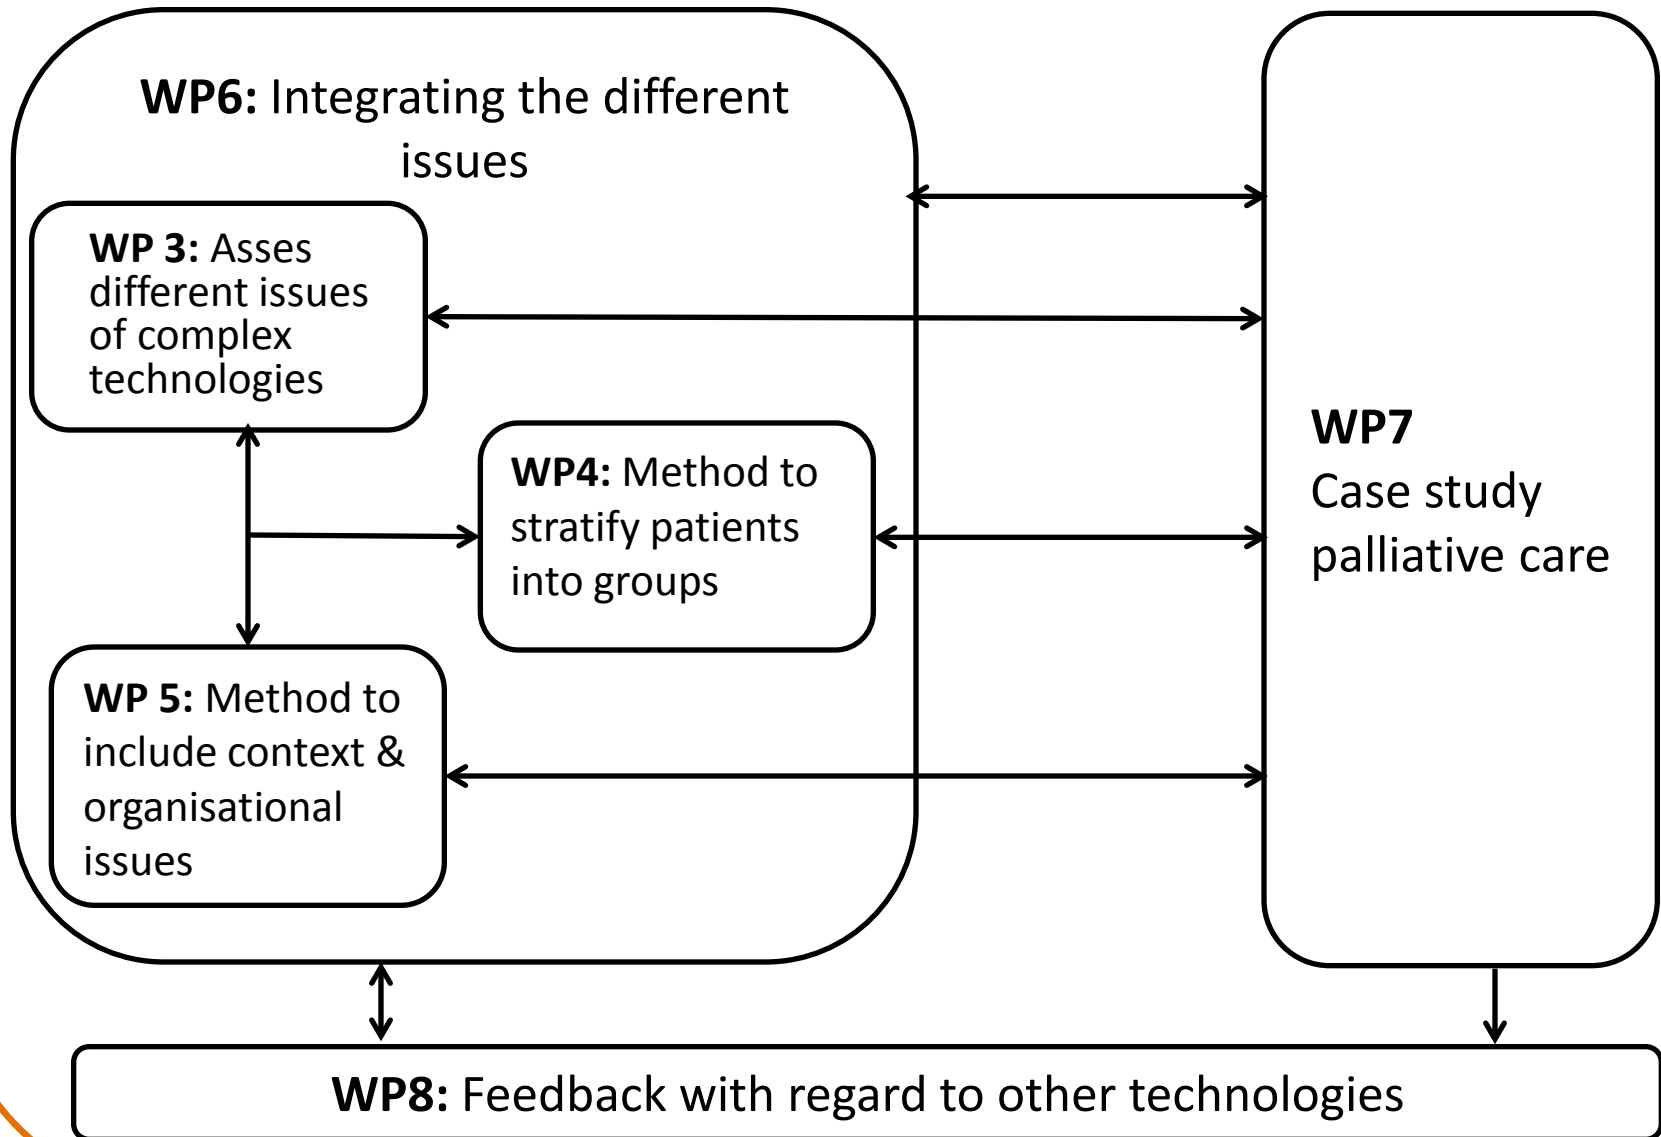 WP6: Integrating the different
issues
WP 3: Asses
different issues
of complex
technologies
WP4: Method to
stratify patients
into groups
WP 5: Method to
include context &
organisational
issues
WP7
Case study
palliative care
WP8: Feedback with regard to other technologies